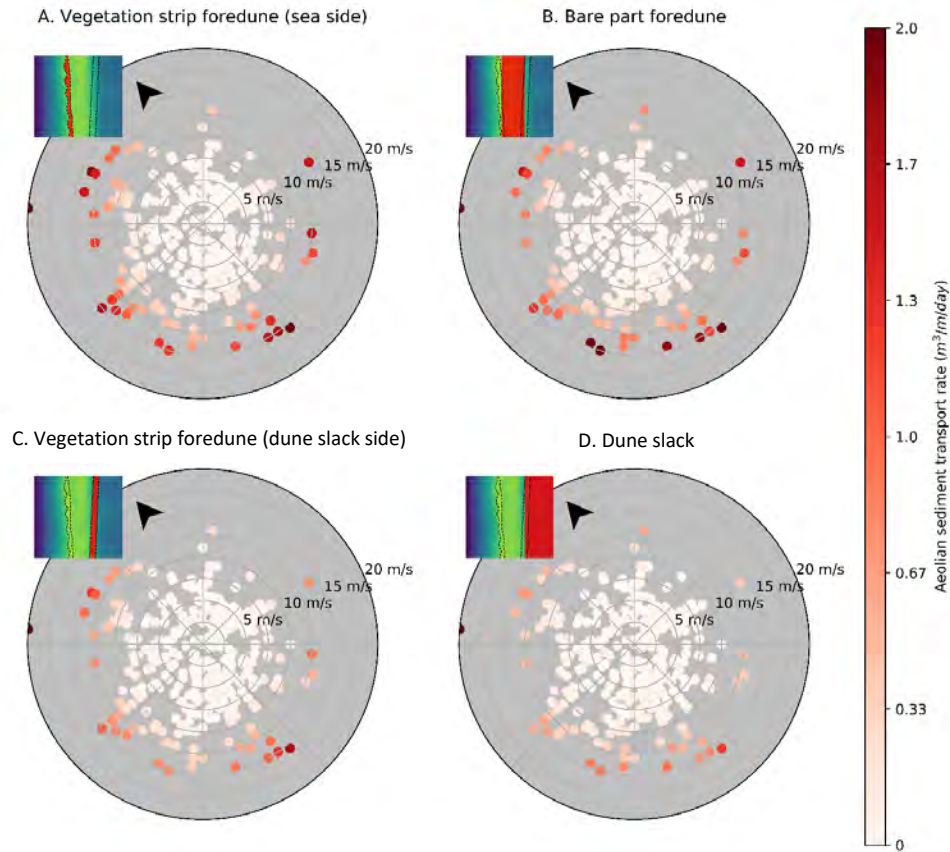 A. Vegetation strip foredune (sea side)
B. Bare part foredune
5 m/s
10 m/s
15 m/s
20 m/s
5 m/s
10 m/s
15 m/s
20 m/s
C. Vegetation strip foredune (dune slack side)
D. Dune slack
5 m/s
10 m/s
15 m/s
20 m/s
5 m/s
10 m/s
15 m/s
20 m/s
2.0
1.7
1.3
1.0
0.67
0.33
0
Aeolian sediment transport rate (m³/m/day)